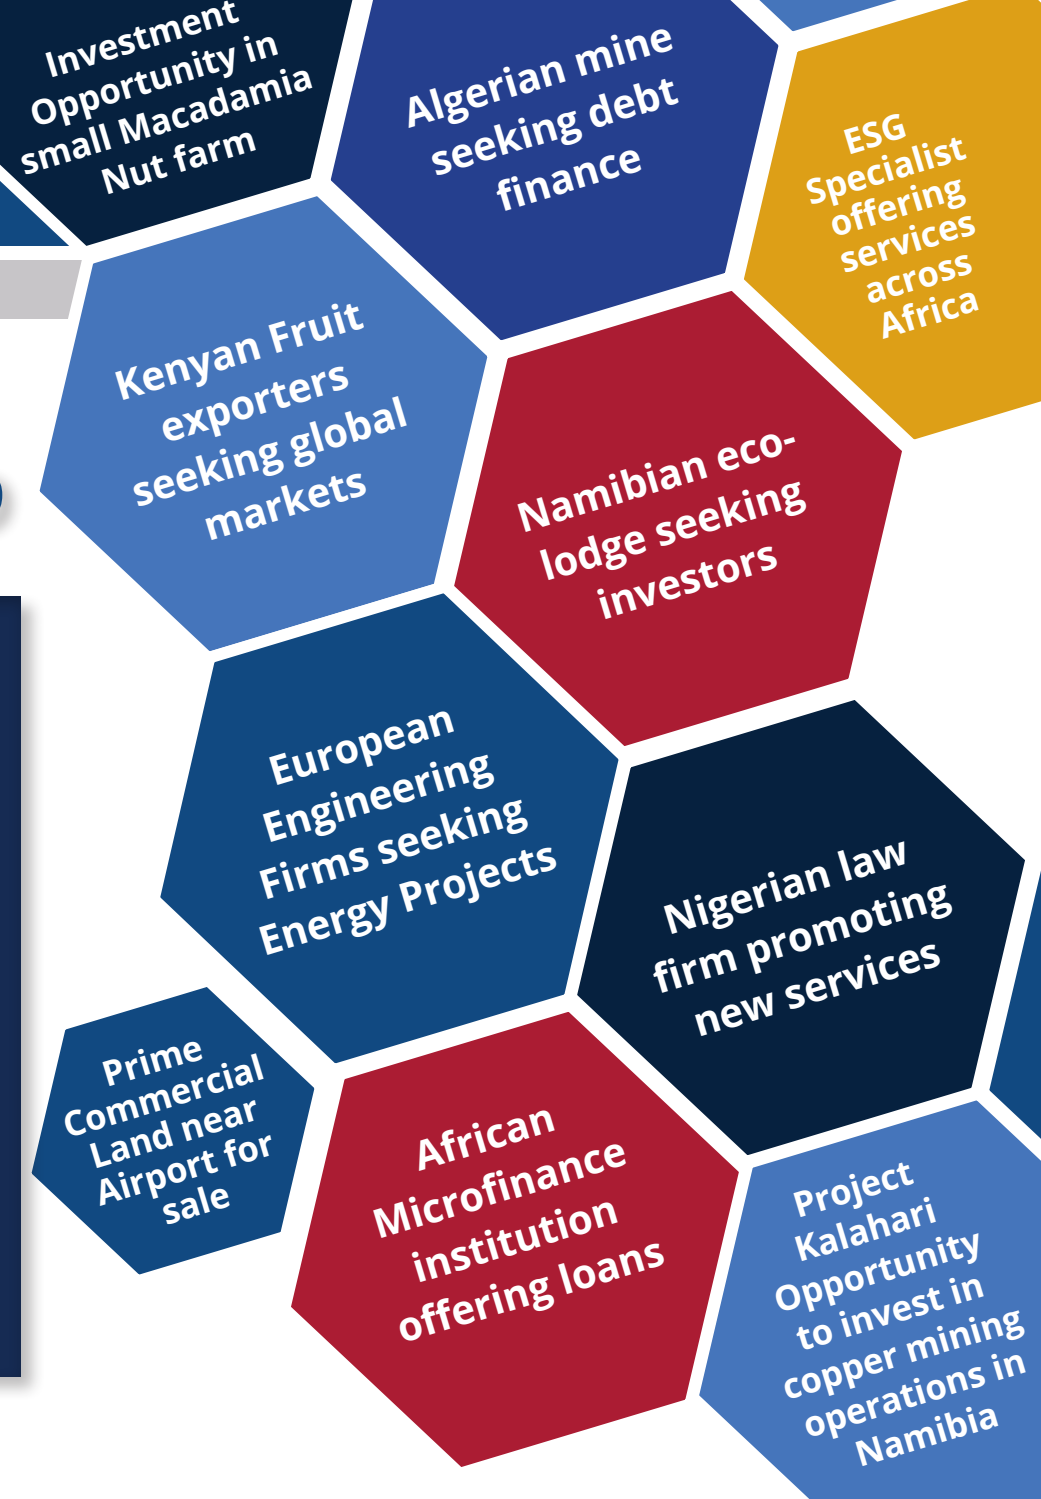 Investment
Opportunity in
small Macadamia
Nut farm
Algerian mine
seeking debt
finance
ESG
Specialist
offering
services
across
Africa
Kenyan Fruit
exporters
seeking global
markets
Namibian eco-
lodge seeking
investors
European
Engineering
Firms seeking
Energy Projects
Nigerian law
firm promoting
new services
Prime
Commercial
Land near
Airport for
sale
African
Microfinance
institution
offering loans
Project
Kalahari
Opportunity
to invest in
copper mining
operations in
Namibia